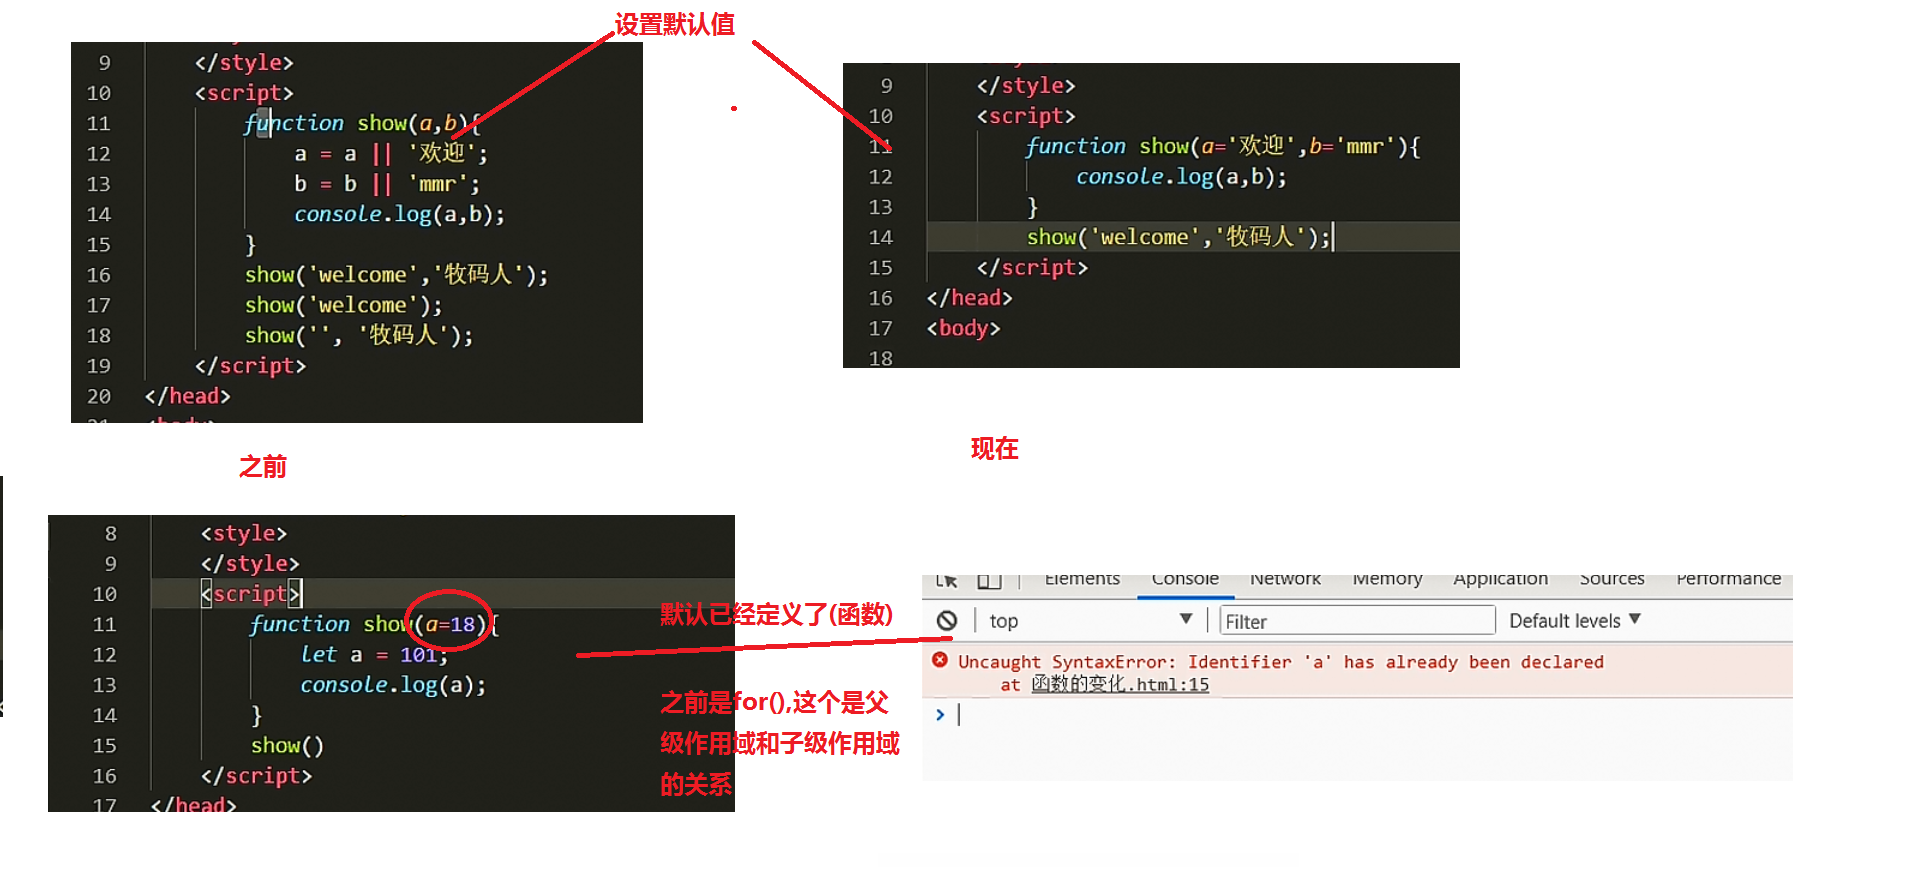 设置默认值
9 </style>
10 <script>
11 function show(a,b){
12 a = a || '欢迎';
13 b = b || 'mmr';
14 console.log(a,b);
15 }
16 show('welcome','牧码人');
17 show('welcome');
18 show('', '牧码人');
19 </script>
20 </head>
21 <body>
之前
9 </style>
10 <script>
11 function show(a='欢迎',b='mmr'){
12 console.log(a,b);
13 }
14 show('welcome','牧码人');
15 </script>
16 </head>
17 <body>
18
现在
8 <style>
9 </style>
10 <script>
11 function show(a=18){
12 let a = 101;
13 console.log(a);
14 }
15 show()
16 </script>
17 </head>
默认已经定义了(函数)
之前是for(),这个是父
级作用域和子级作用域
的关系
Elements Console Network Memory Application Sources Performance
top Filter Default levels
Uncaught SyntaxError: Identifier 'a' has already been declared
at 函数的变化.html:15